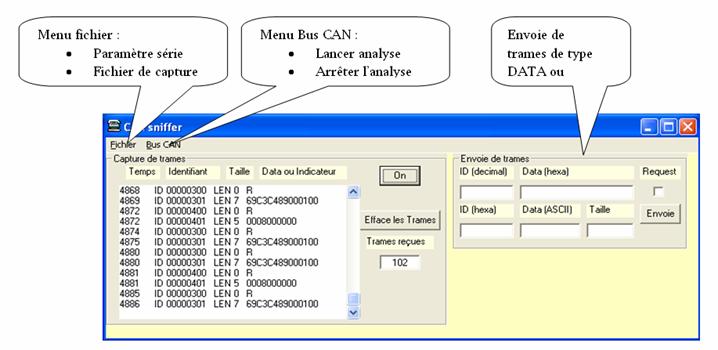 Menu fichier :
• Paramètre série
• Fichier de capture
Menu Bus CAN :
• Lancer analyse
• Arrêter l'analyse
Envoie de
trames de type
DATA ou
sniffer
Fichier Bus CAN
Capture de trames
Temps Identifiant Taille Data ou Indicateur
4868 ID 00000300 LEN 0 R
4869 ID 00000301 LEN 7 69C3C489000100
4872 ID 00000400 LEN 0 R
4872 ID 00000401 LEN 5 0008000000
4874 ID 00000300 LEN 0 R
4875 ID 00000301 LEN 7 69C3C489000100
4880 ID 00000300 LEN 0 R
4880 ID 00000301 LEN 7 69C3C489000100
4881 ID 00000400 LEN 0 R
4881 ID 00000401 LEN 5 0008000000
4885 ID 00000300 LEN 0 R
4886 ID 00000301 LEN 7 69C3C489000100
On
Efface les Trames
Trames reçues
102
Envoie de trames
ID (decimal) Data (hexa) Request
ID (hexa) Data (ASCII) Taille
Envoie